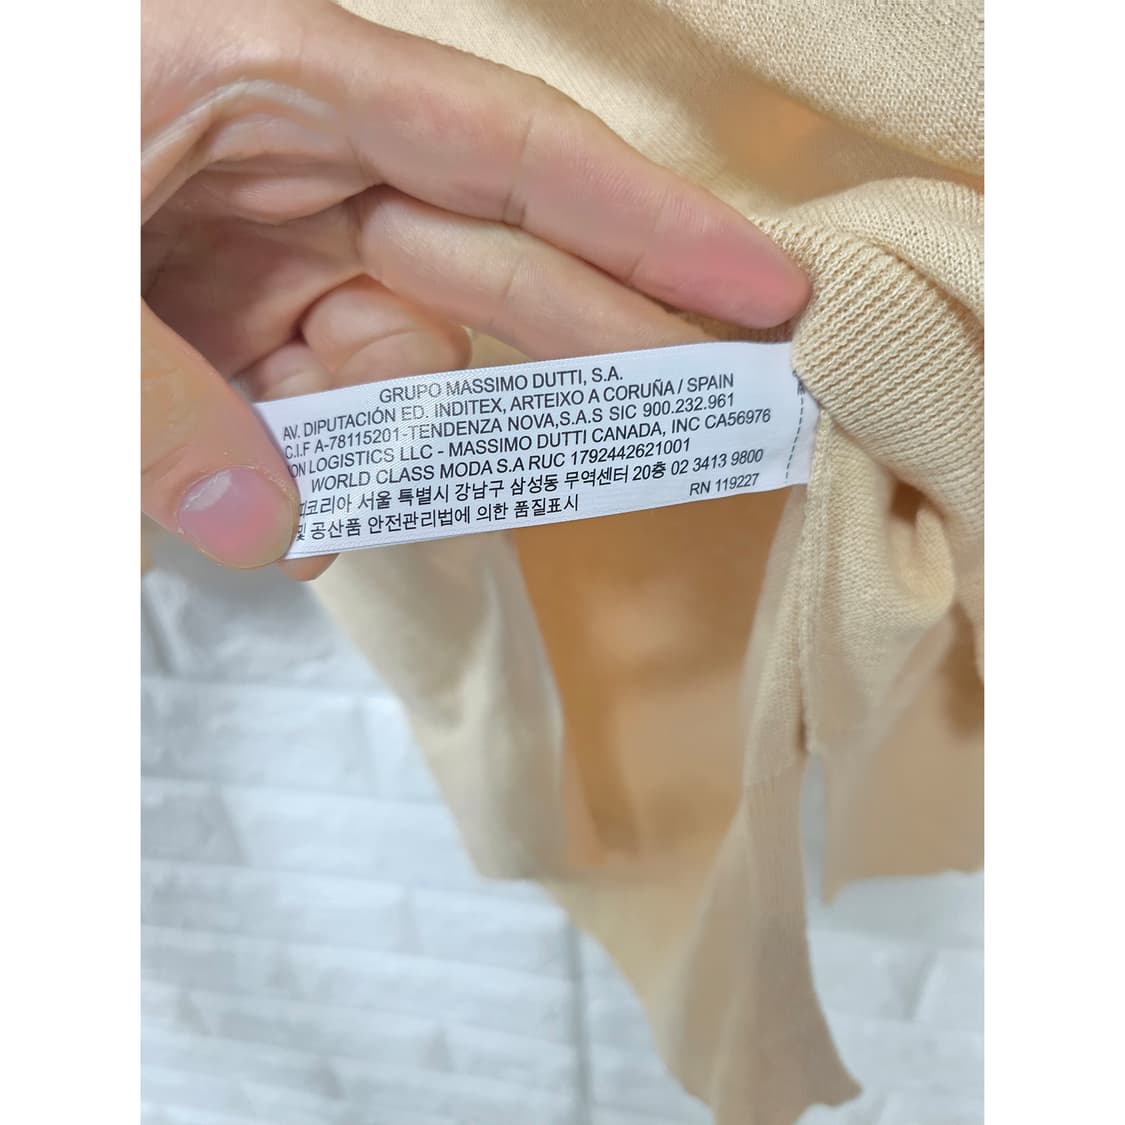 GRUPO MASSIMO DUTTI, S.A.
AV. DIPUTACIÓN ED. INDITEX, ARTEIXO A CORUÑA / SPAIN
C.I.F A-78115201-TENDENZA NOVA,S.A.S SIC 900.232.961
LOGISTICS LLC - MASSIMO DUTTI CANADA, INC CA56976
WORLD CLASS MODA S.A RUC 1792442621001
서울 특별시 강남구 삼성동 무역센터 20층 02 3413 9800
및 공산품 안전관리법에 의한 품질표시
RN 119227